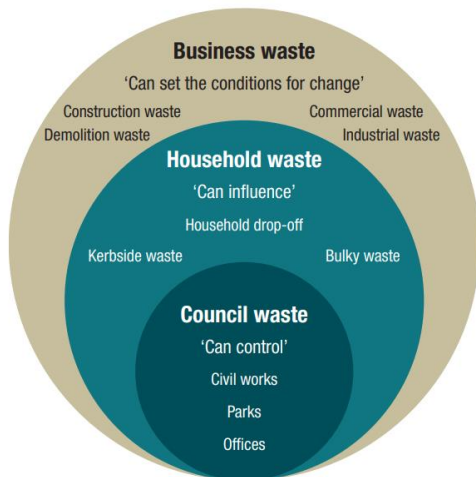 Business waste
‘Can set the conditions for change’
Construction waste
Commercial waste
Demolition waste
Industrial waste
Household waste
‘Can influence’
Household drop-off
Kerbside waste
Bulky waste
Council waste
‘Can control’
Civil works
Parks
Offices